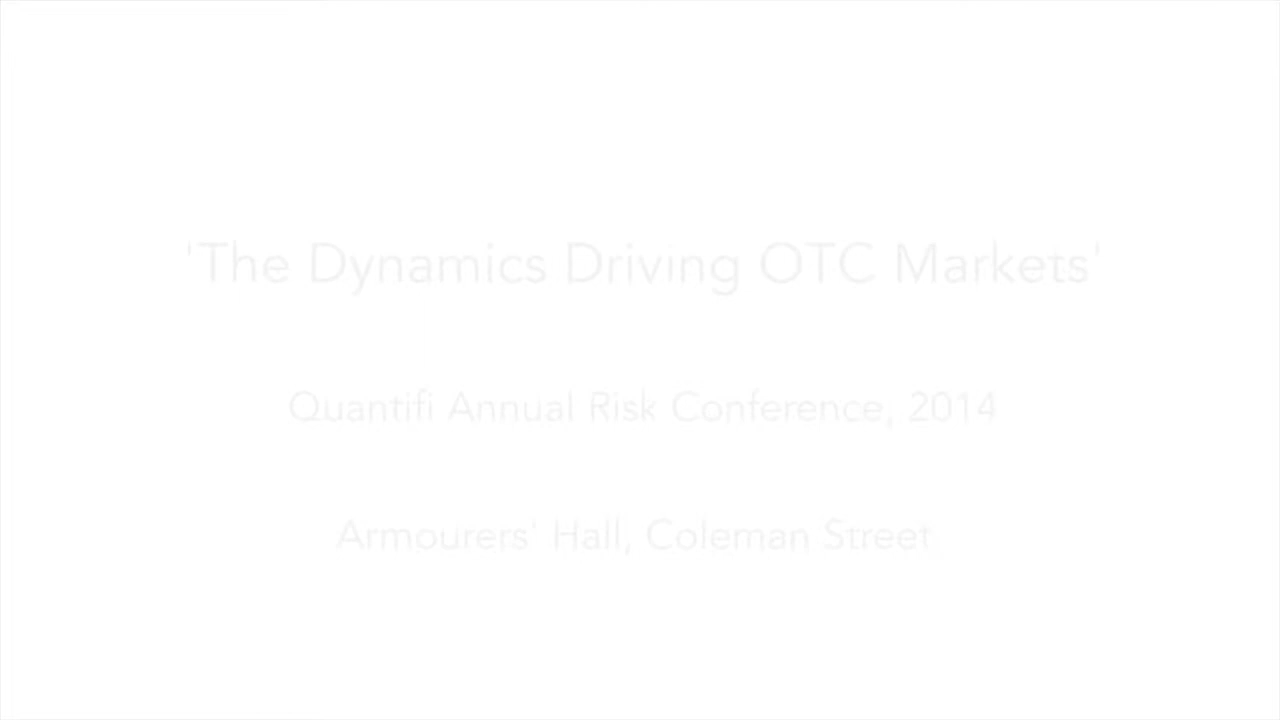 'The Dynamics Driving OTC Markets'
Quantifi Annual Risk Conference, 2014
Armourers' Hall, Coleman Street